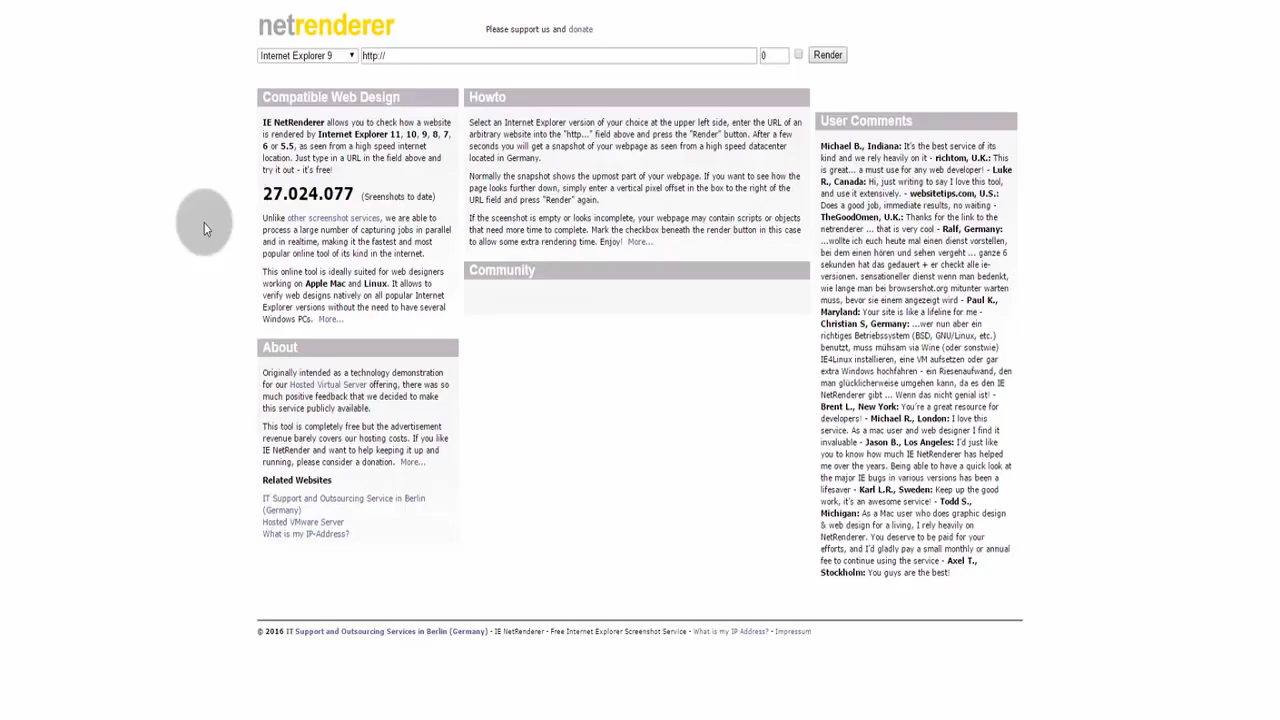 netrenderer
Please support us and donate
Internet Explorer 9
http://
0
Render
Compatible Web Design
IE NetRenderer allows you to check how a website
is rendered by Internet Explorer 11, 10, 9, 8, 7,
6 or 5.5, as seen from a high speed internet
location. Just type in a URL in the field above and
try it out - it's free!
27.024.077 (Sreenshots to date)
Unlike other screenshot services, we are able to
process a large number of capturing jobs in parallel
and in realtime, making it the fastest and most
popular online tool of its kind in the internet.
This online tool is ideally suited for web designers
working on Apple Mac and Linux. It allows to
verify web designs natively on all popular Internet
Explorer versions without the need to have several
Windows PCs. More...
About
Originally intended as a technology demonstration
for our Hosted Virtual Server offering, there was so
much positive feedback that we decided to make
this service publicly available.
This tool is completely free but the advertisement
revenue barely covers our hosting costs. If you like
IE NetRender and want to help keeping it up and
running, please consider a donation. More...
Related Websites
IT Support and Outsourcing Service in Berlin
(Germany)
Hosted VMware Server
What is my IP-Address?
Howto
Select an Internet Explorer version of your choice at the upper left side, enter the URL of an
arbitrary website into the "http..." field above and press the "Render" button. After a few
seconds you will get a snapshot of your webpage as seen from a high speed datacenter
located in Germany.
Normally the snapshot shows the upmost part of your webpage. If you want to see how the
page looks further down, simply enter a vertical pixel offset in the box to the right of the
URL field and press "Render" again.
If the sceenshot is empty or looks incomplete, your webpage may contain scripts or objects
that need more time to complete. Mark the checkbox beneath the render button in this case
to allow some extra rendering time. Enjoy! More...
Community
User Comments
Michael B., Indiana: It's the best service of its
kind and we rely heavily on it - richtom, U.K.: This
is great... a must use for any web developer! - Luke
R., Canada: Hi, just writing to say I love this tool,
and use it extensively. - websitetips.com, U.S.:
Does a good job, immediate results, no waiting -
TheGoodOmen, U.K.: Thanks for the link to the
netrenderer ... that is very cool - Ralf, Germany:
...wollte ich euch heute mal einen dienst vorstellen,
bei dem einen hören und sehen vergeht ... ganze 6
sekunden hat das gedauert + er checkt alle ie-
versionen. sensationeller dienst wenn man bedenkt,
wie lange man bei browsershot.org mitunter warten
muss, bevor sie einem angezeigt wird - Paul K.,
Maryland: Your site is like a lifeline for me -
Christian S, Germany: ...wer nun aber ein
richtiges Betriebssystem (BSD, GNU/Linux, etc.)
benutzt, muss mühsam via Wine (oder sonstwie)
IE4Linux installieren, eine VM aufsetzen oder gar
extra Windows hochfahren - ein Riesenaufwand, den
man glücklicherweise umgehen kann, da es den IE
NetRenderer gibt ... Wenn das nicht genial ist! -
Brent L., New York: You're a great resource for
developers! - Michael R., London: I love this
service. As a mac user and web designer I find it
invaluable - Jason B., Los Angeles: I'd just like
you to know how much IE NetRenderer has helped
me over the years. Being able to have a quick look at
the major IE bugs in various versions has been a
lifesaver - Karl L.R., Sweden: Keep up the good
work, it's an awesome service! - Todd S.,
Michigan: As a Mac user who does graphic design
& web design for a living, I rely heavily on
NetRenderer. You deserve to be paid for your
efforts, and I'd gladly pay a small monthly or annual
fee to continue using the service - Axel T.,
Stockholm: You guys are the best!
© 2016 IT Support and Outsourcing Services in Berlin (Germany) - IE NetRenderer - Free Internet Explorer Screenshot Service - What is my IP Address? - Impressum